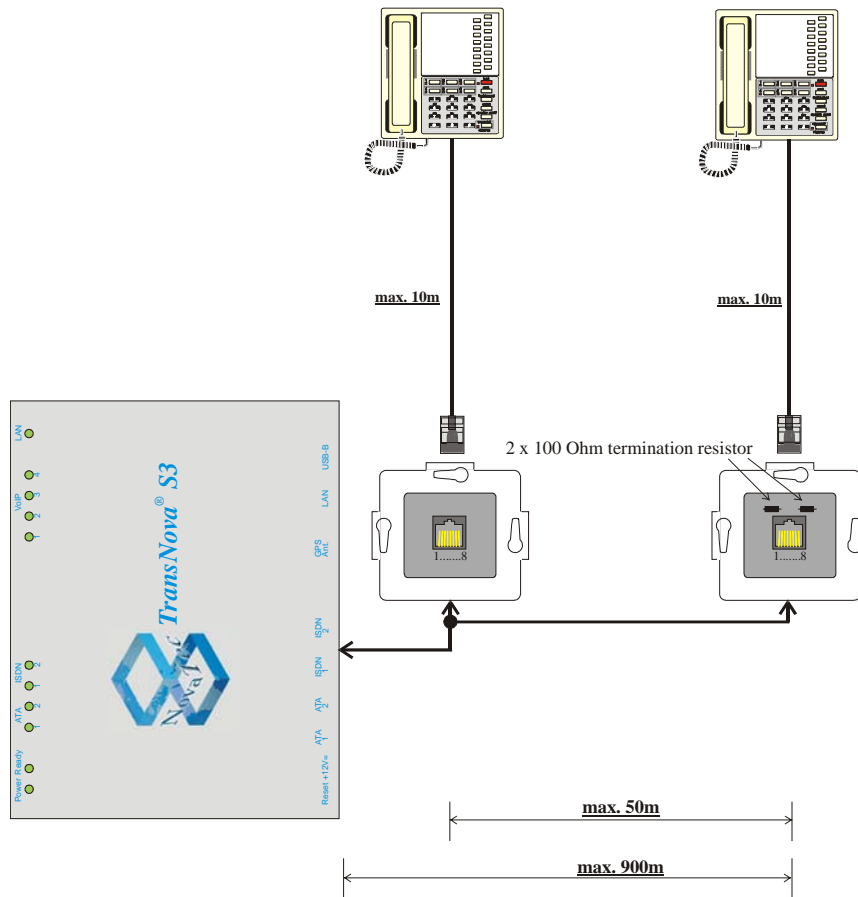 max. 10m
max. 10m
2 x 100 Ohm termination resistor
1.......8
1.......8
LAN
VoIP
4
3
2
1
ISDN
2
1
ATA
2
1
Power Ready
TransNova® S3
NovaTec
USB-B
LAN
GPS
Ant.
ISDN
2
ISDN
1
ATA
2
ATA
1
Reset +12V=
max. 50m
max. 900m